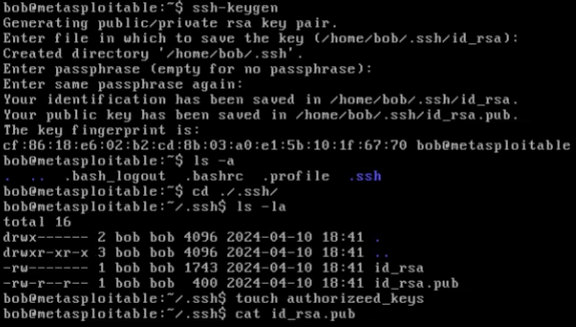 bob@metasploitable:~$ ssh-keygen
Generating public/private rsa key pair.
Enter file in which to save the key (/home/bob/.ssh/id_rsa):
Created directory '/home/bob/.ssh'.
Enter passphrase (empty for no passphrase):
Enter same passphrase again:
Your identification has been saved in /home/bob/.ssh/id_rsa.
Your public key has been saved in /home/bob/.ssh/id_rsa.pub.
The key fingerprint is:
cf:86:18:e6:02:b2:cd:8b:03:a0:e1:5b:10:1f:67:70 bob@metasploitable
bob@metasploitable:~$ ls -a
.  ..  .bash_logout  .bashrc  .profile  .ssh
bob@metasploitable:~$ cd ./.ssh/
bob@metasploitable:~/.ssh$ ls -la
total 16
drwx------ 2 bob bob 4096 2024-04-10 18:41 .
drwxr-xr-x 3 bob bob 4096 2024-04-10 18:41 ..
-rw------- 1 bob bob 1743 2024-04-10 18:41 id_rsa
-rw-r--r-- 1 bob bob  400 2024-04-10 18:41 id_rsa.pub
bob@metasploitable:~/.ssh$ touch authorizeed_keys
bob@metasploitable:~/.ssh$ cat id_rsa.pub